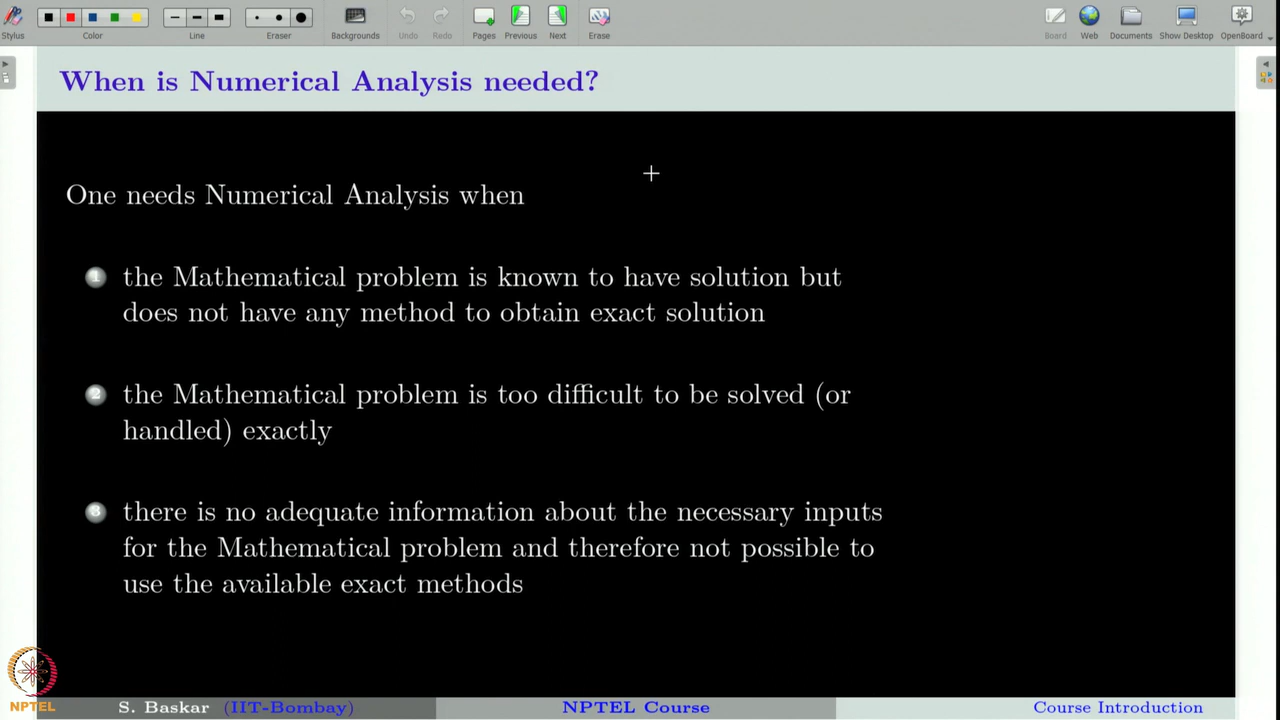 Stylus
Color
Line
Eraser
Backgrounds
Undo
Redo
Pages
Previous
Next
Erase
Board
Web
Documents
Show Desktop
OpenBoard
When is Numerical Analysis needed?
One needs Numerical Analysis when
1 the Mathematical problem is known to have solution but
does not have any method to obtain exact solution
2 the Mathematical problem is too difficult to be solved (or
handled) exactly
3 there is no adequate information about the necessary inputs
for the Mathematical problem and therefore not possible to
use the available exact methods
NPTEL
S. Baskar (IIT-Bombay) NPTEL Course Course Introduction